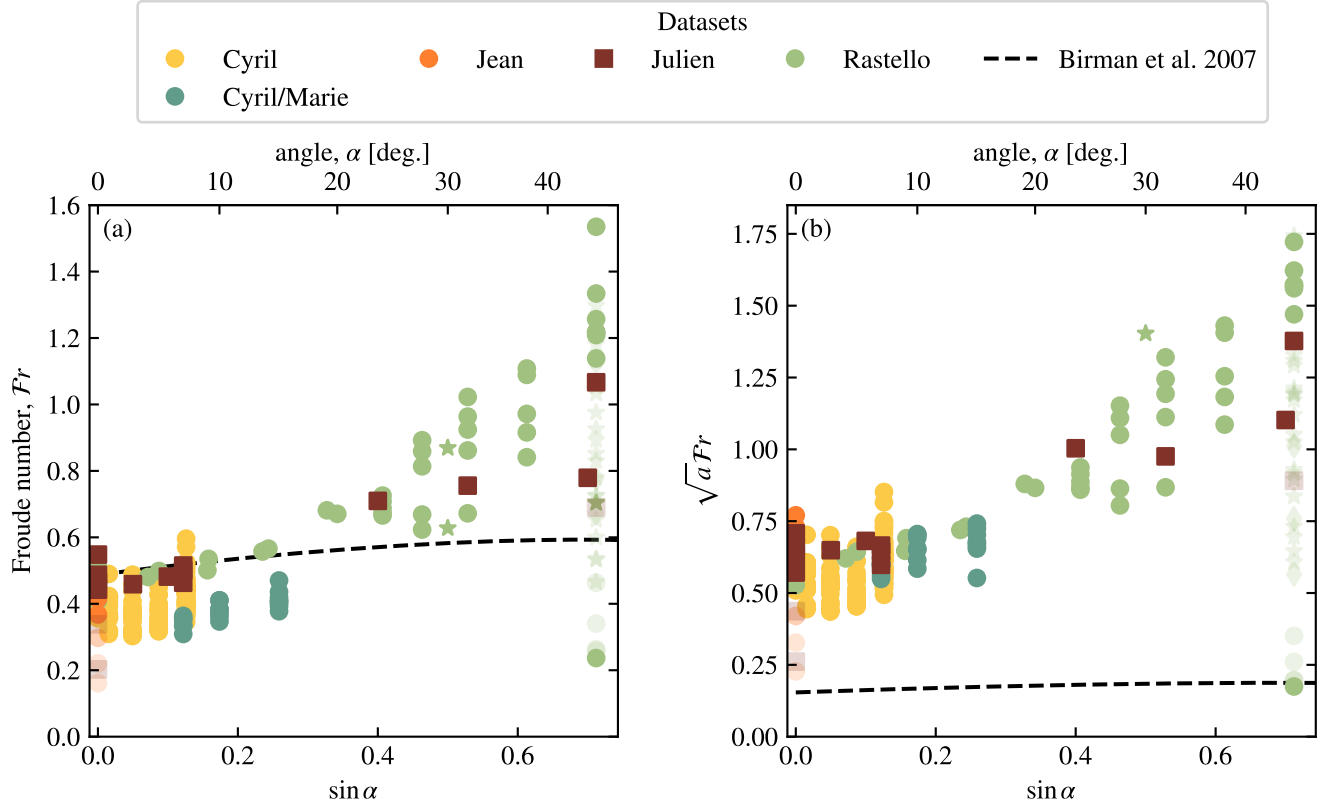 Datasets
Cyril Jean Julien Rastello Birman et al. 2007
Cyril/Marie
angle, α [deg.]
0 10 20 30 40
(a)
1.6
1.4
1.2
1.0
0.8
0.6
0.4
0.2
0.0
Froude number, ℱr
0.0 0.2 0.4 0.6
sin α
angle, α [deg.]
0 10 20 30 40
(b)
1.75
1.50
1.25
1.00
0.75
0.50
0.25
0.00
√a ℱr
0.0 0.2 0.4 0.6
sin α